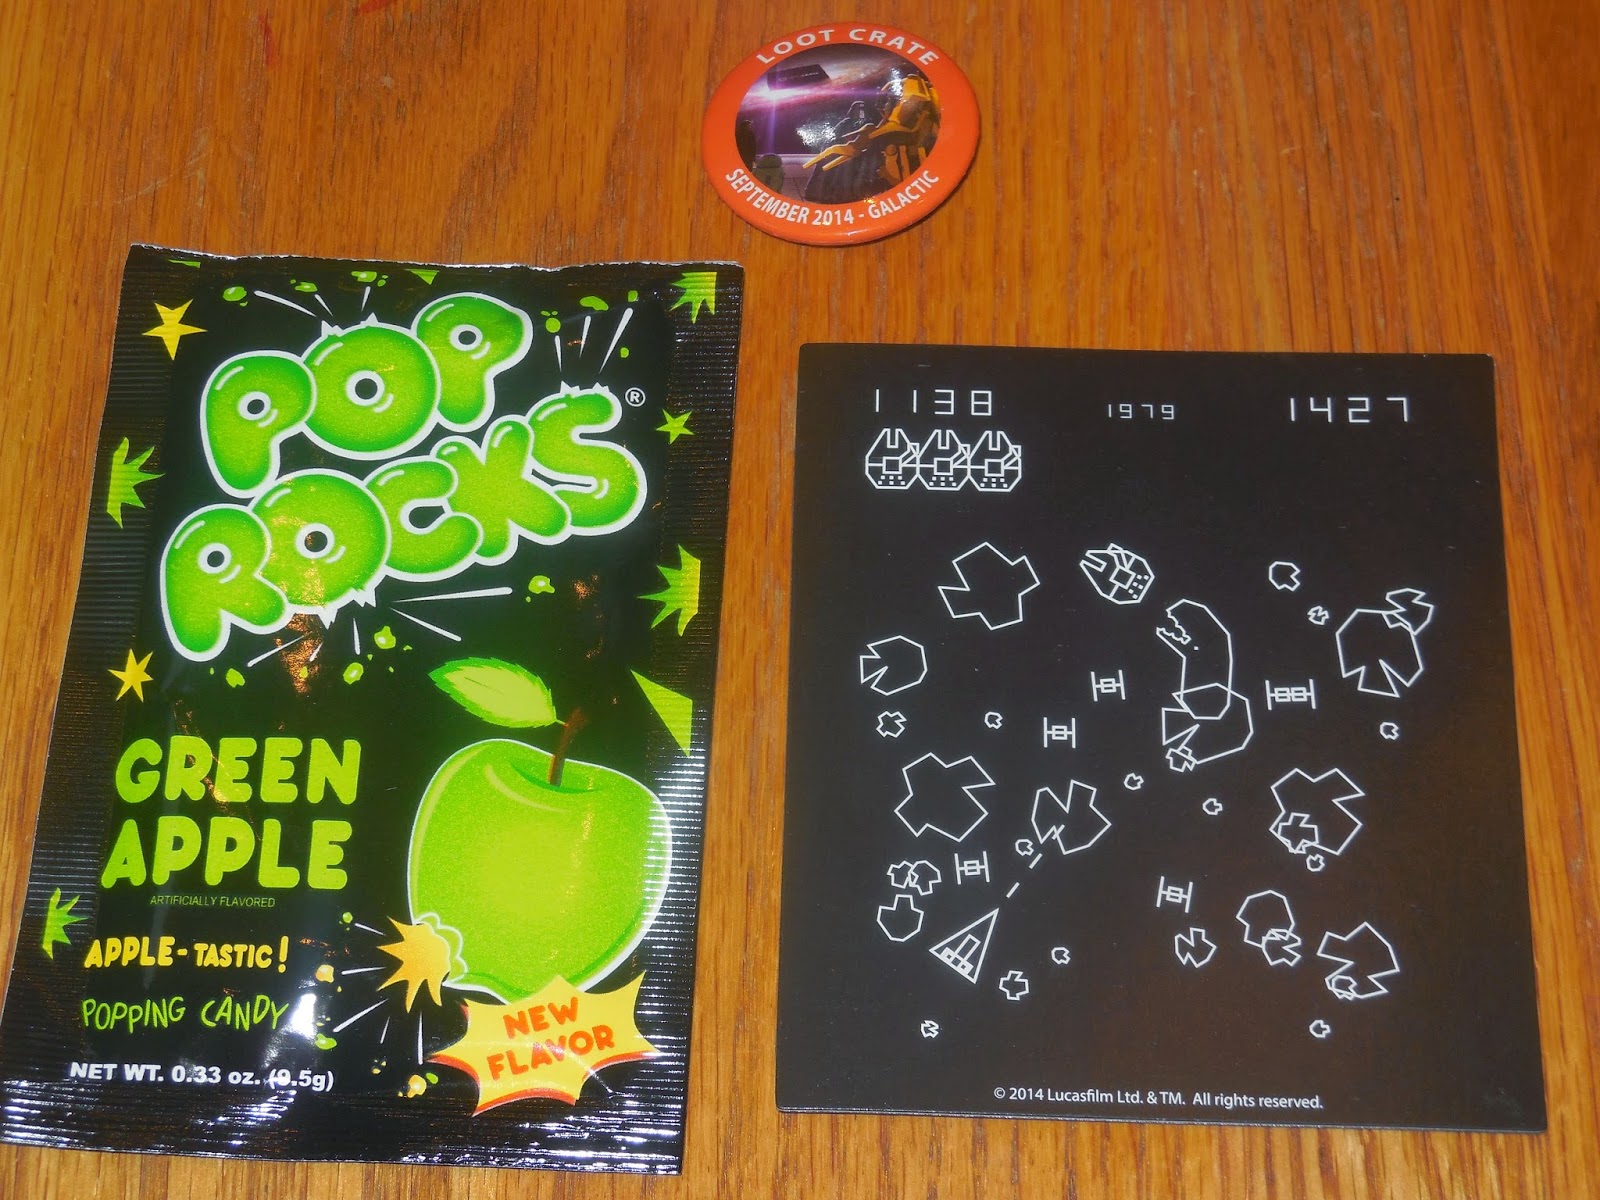 LOOT CRATE
SEPTEMBER 2014 - GALACTIC
POP
ROCKS®
GREEN
APPLE
ARTIFICIALLY FLAVORED
APPLE-TASTIC!
POPPING CANDY
NEW
FLAVOR
NET WT. 0.33 oz. (9.5g)
1138 1979 1427
© 2014 Lucasfilm Ltd. & TM. All rights reserved.